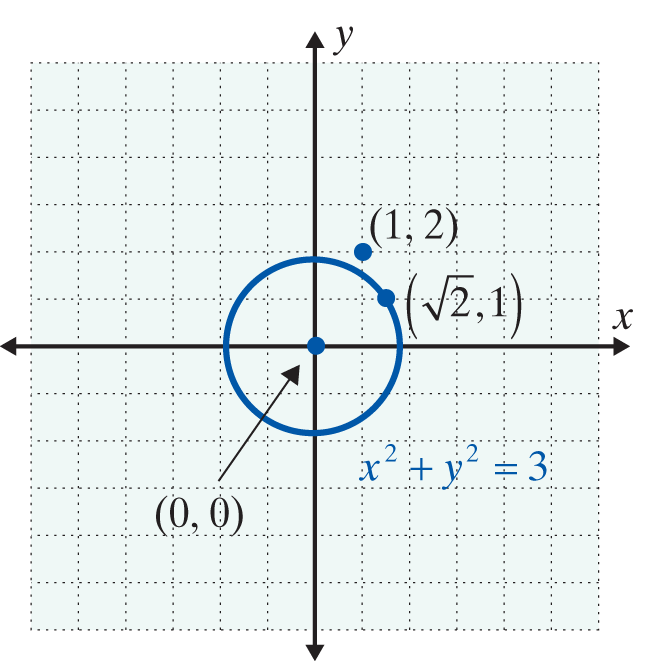 y
(1, 2)
(√2, 1)
x
x² + y² = 3
(0, 0)